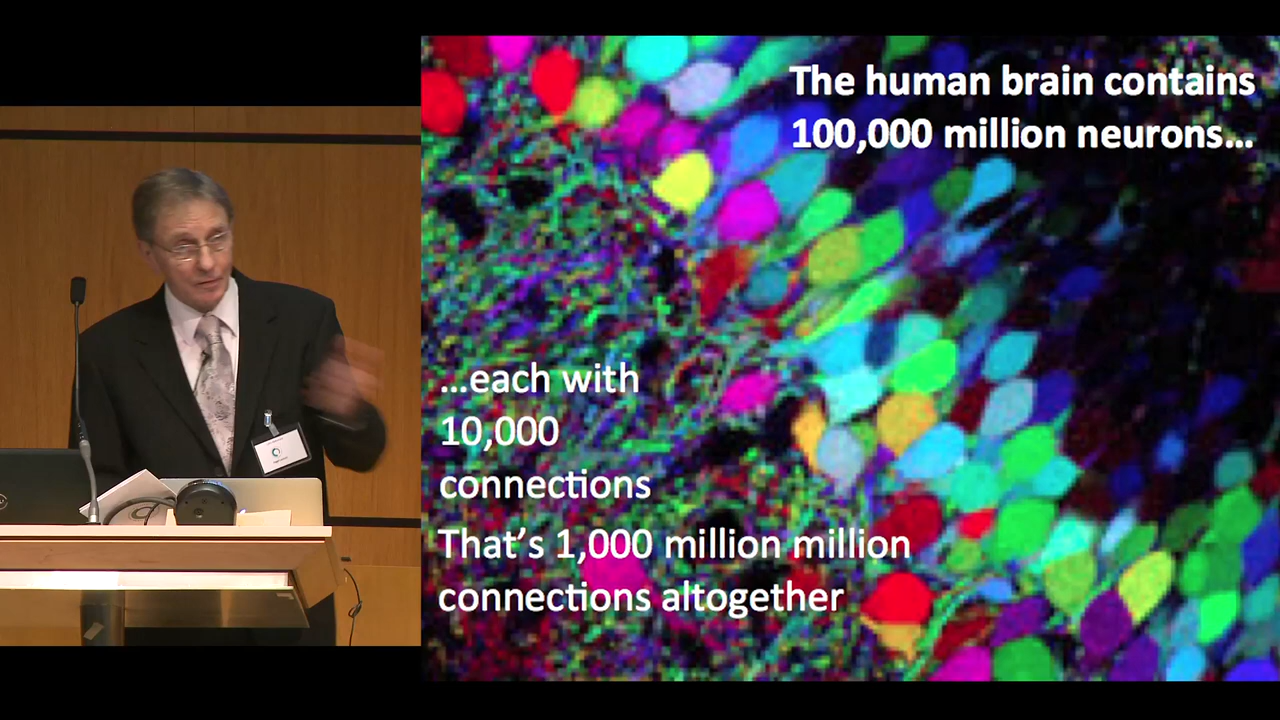 The human brain contains
100,000 million neurons...
...each with
10,000
connections
That's 1,000 million million
connections altogether